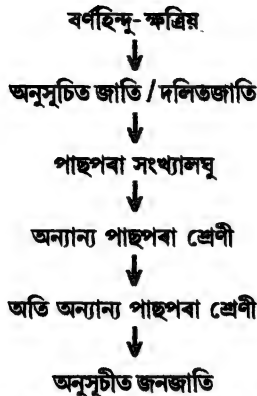 বৰ্ণহিন্দু-ক্ষত্ৰিয়
অনুসূচিত জাতি / দলিতজাতি
পাছপৰা সংখ্যালঘূ
অন্যান্য পাছপৰা শ্ৰেণী
অতি অন্যান্য পাছপৰা শ্ৰেণী
অনুসূচীত জনজাতি